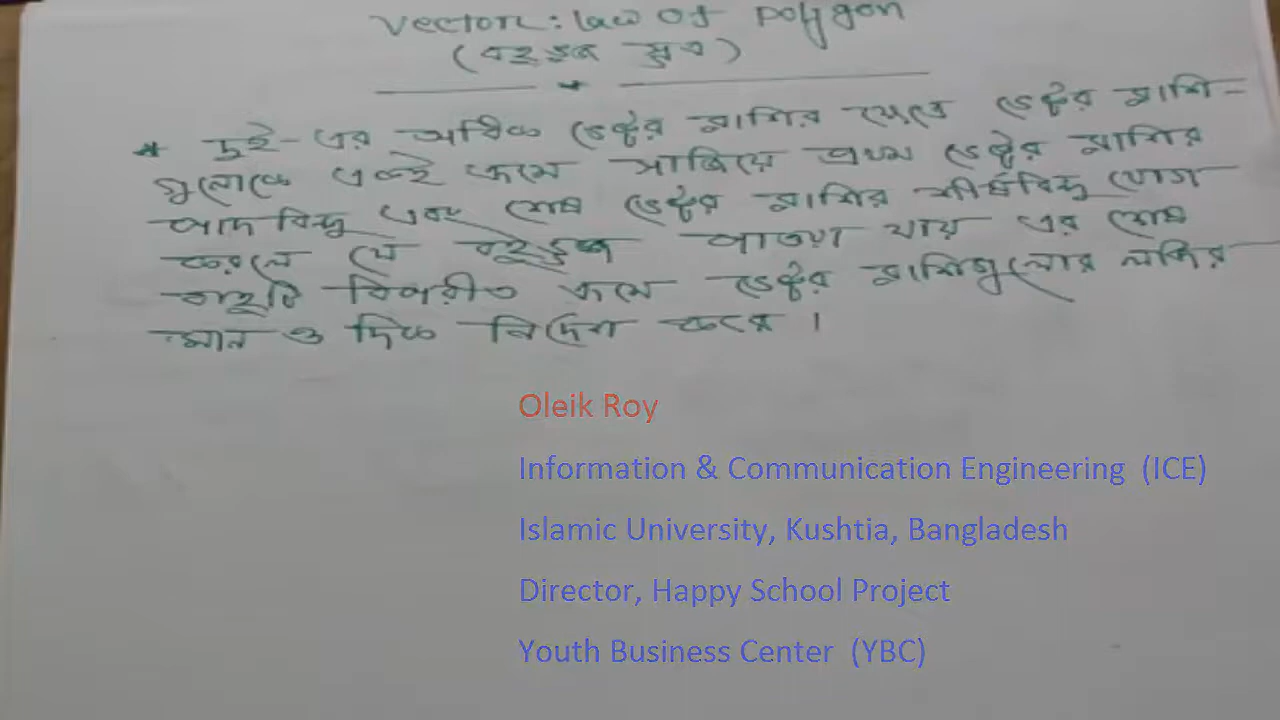 Vector: law of polygon
(বহুভুজ সুত্র)
* দুই-এর অধিক ভেক্টর রাশির ক্ষেত্রে ভেক্টর রাশি-
গুলোকে একই ক্রমে সাজিয়ে প্রথম ভেক্টর রাশির
পাদবিন্দু এবং শেষ ভেক্টর রাশির শীর্ষবিন্দু যোগ
করলে যে বহুভুজ পাওয়া যায় এর শেষ
বাহুটি বিপরীত ক্রমে ভেক্টর রাশিগুলোর লব্ধির
মান ও দিক নির্দেশ করে।
Oleik Roy
Information & Communication Engineering (ICE)
Islamic University, Kushtia, Bangladesh
Director, Happy School Project
Youth Business Center (YBC)